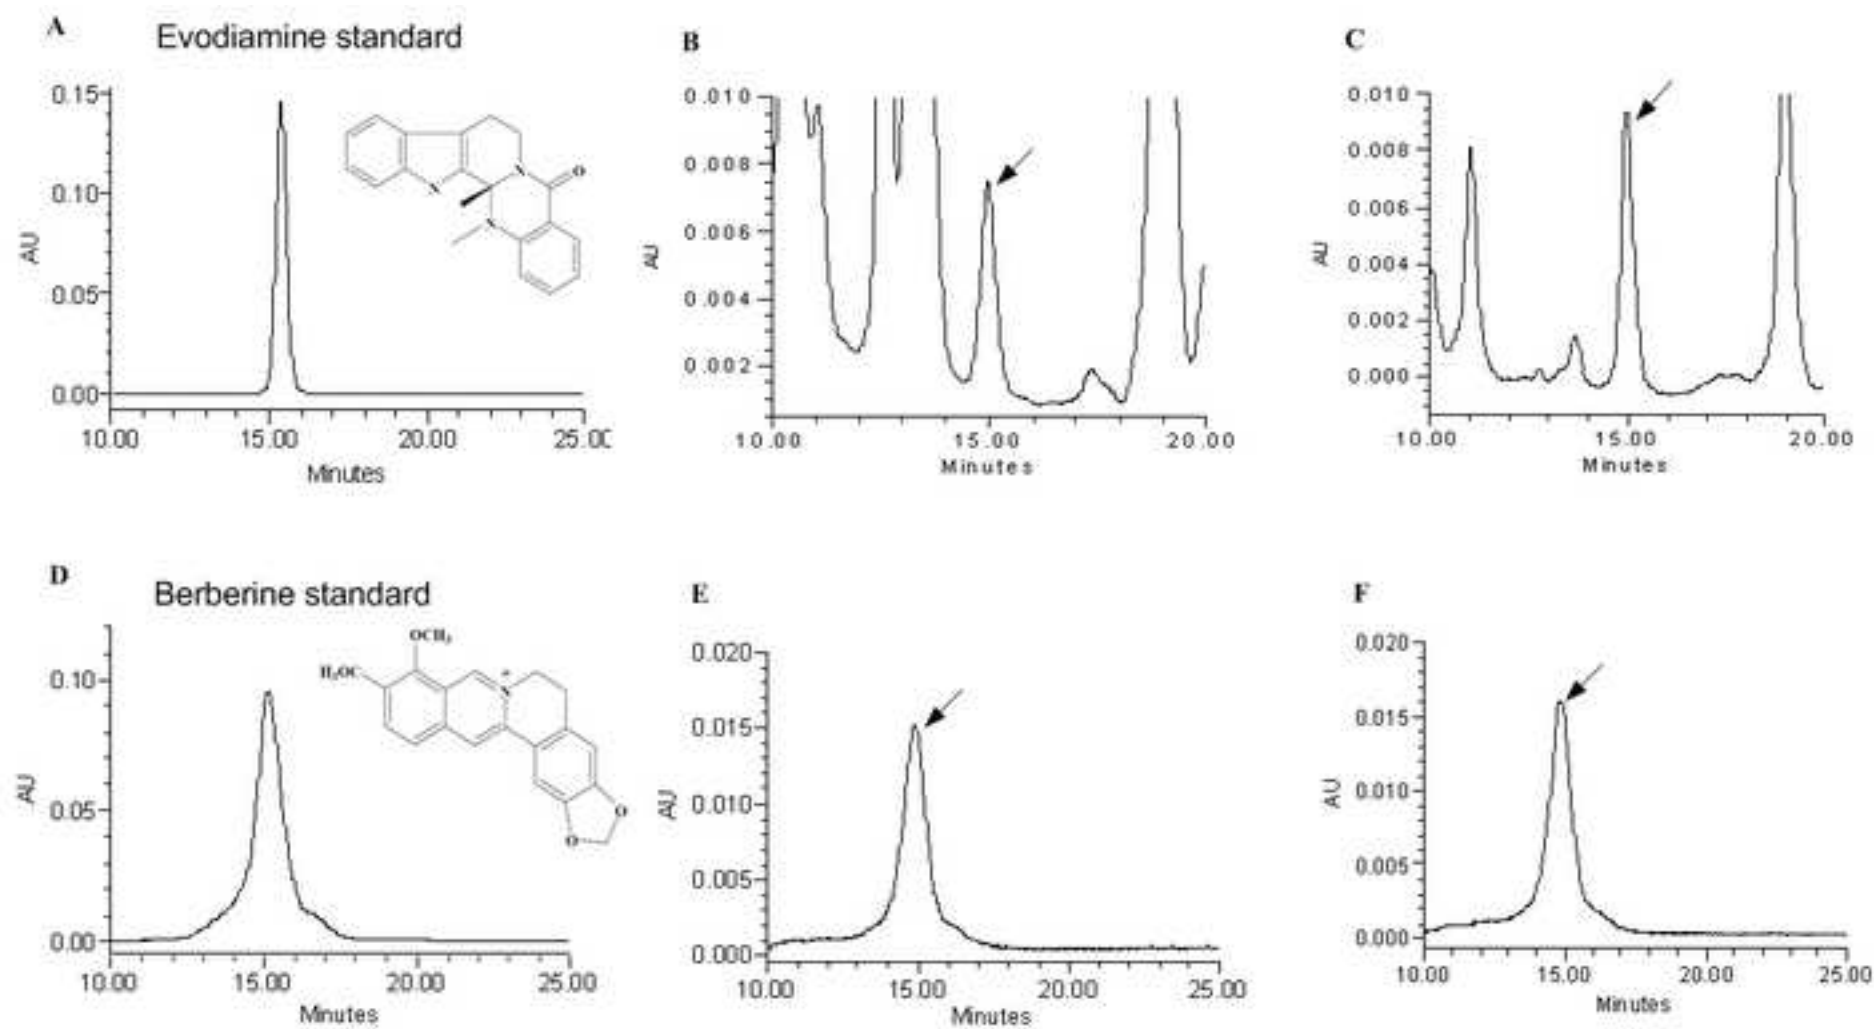 A
Evodiamine standard
0.15
0.10
0.05
0.00
AU
10.00 15.00 20.00 25.00
Minutes
N
N
O
N
B
0.010
0.008
0.006
0.004
0.002
AU
10.00 15.00 20.00
Minutes
C
0.010
0.008
0.006
0.004
0.002
0.000
AU
10.00 15.00 20.00
Minutes
D
Berberine standard
0.10
0.05
0.00
AU
10.00 15.00 20.00 25.00
Minutes
OCH3
H3OC
N
+
O
O
E
0.020
0.015
0.010
0.005
0.000
AU
10.00 15.00 20.00 25.00
Minutes
F
0.020
0.015
0.010
0.005
0.000
AU
10.00 15.00 20.00 25.00
Minutes